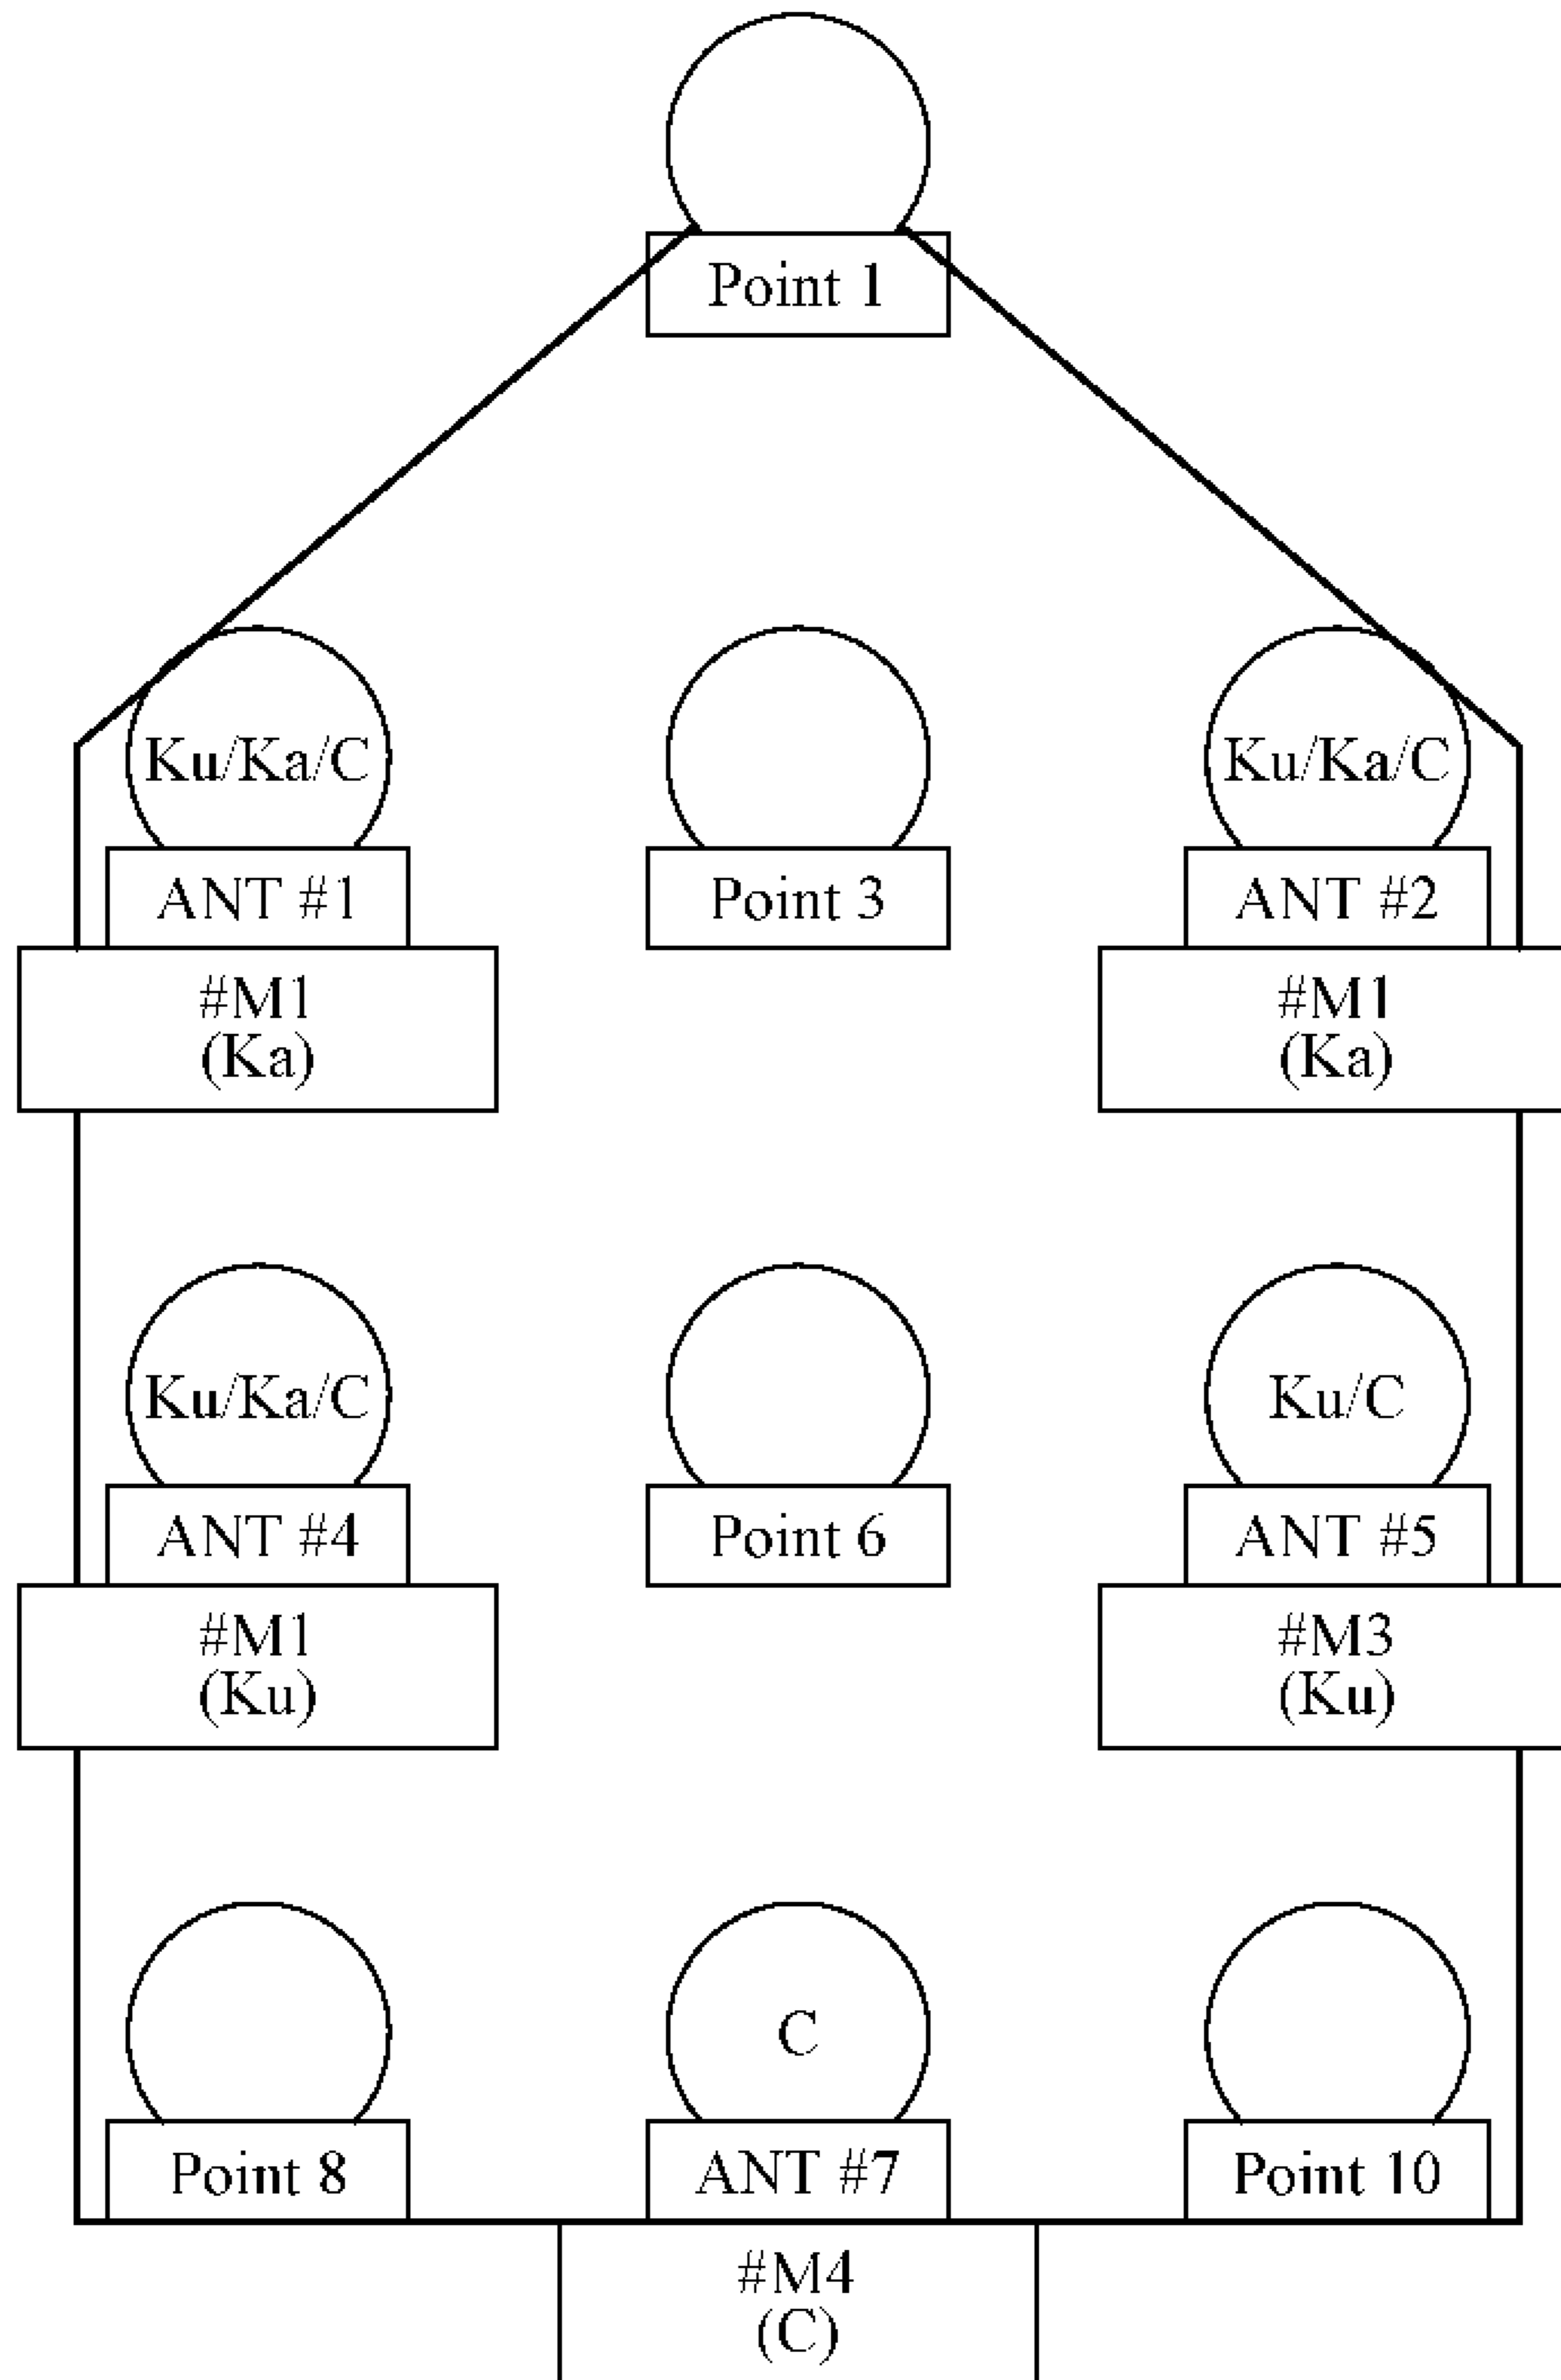 Point 1
Ku/Ka/C
Ku/Ka/C
ANT #1
Point 3
ANT #2
#M1
(Ka)
#M1
(Ka)
Ku/Ka/C
Ku/C
ANT #4
Point 6
ANT #5
#M1
(Ku)
#M3
(Ku)
C
Point 8
ANT #7
Point 10
#M4
(C)